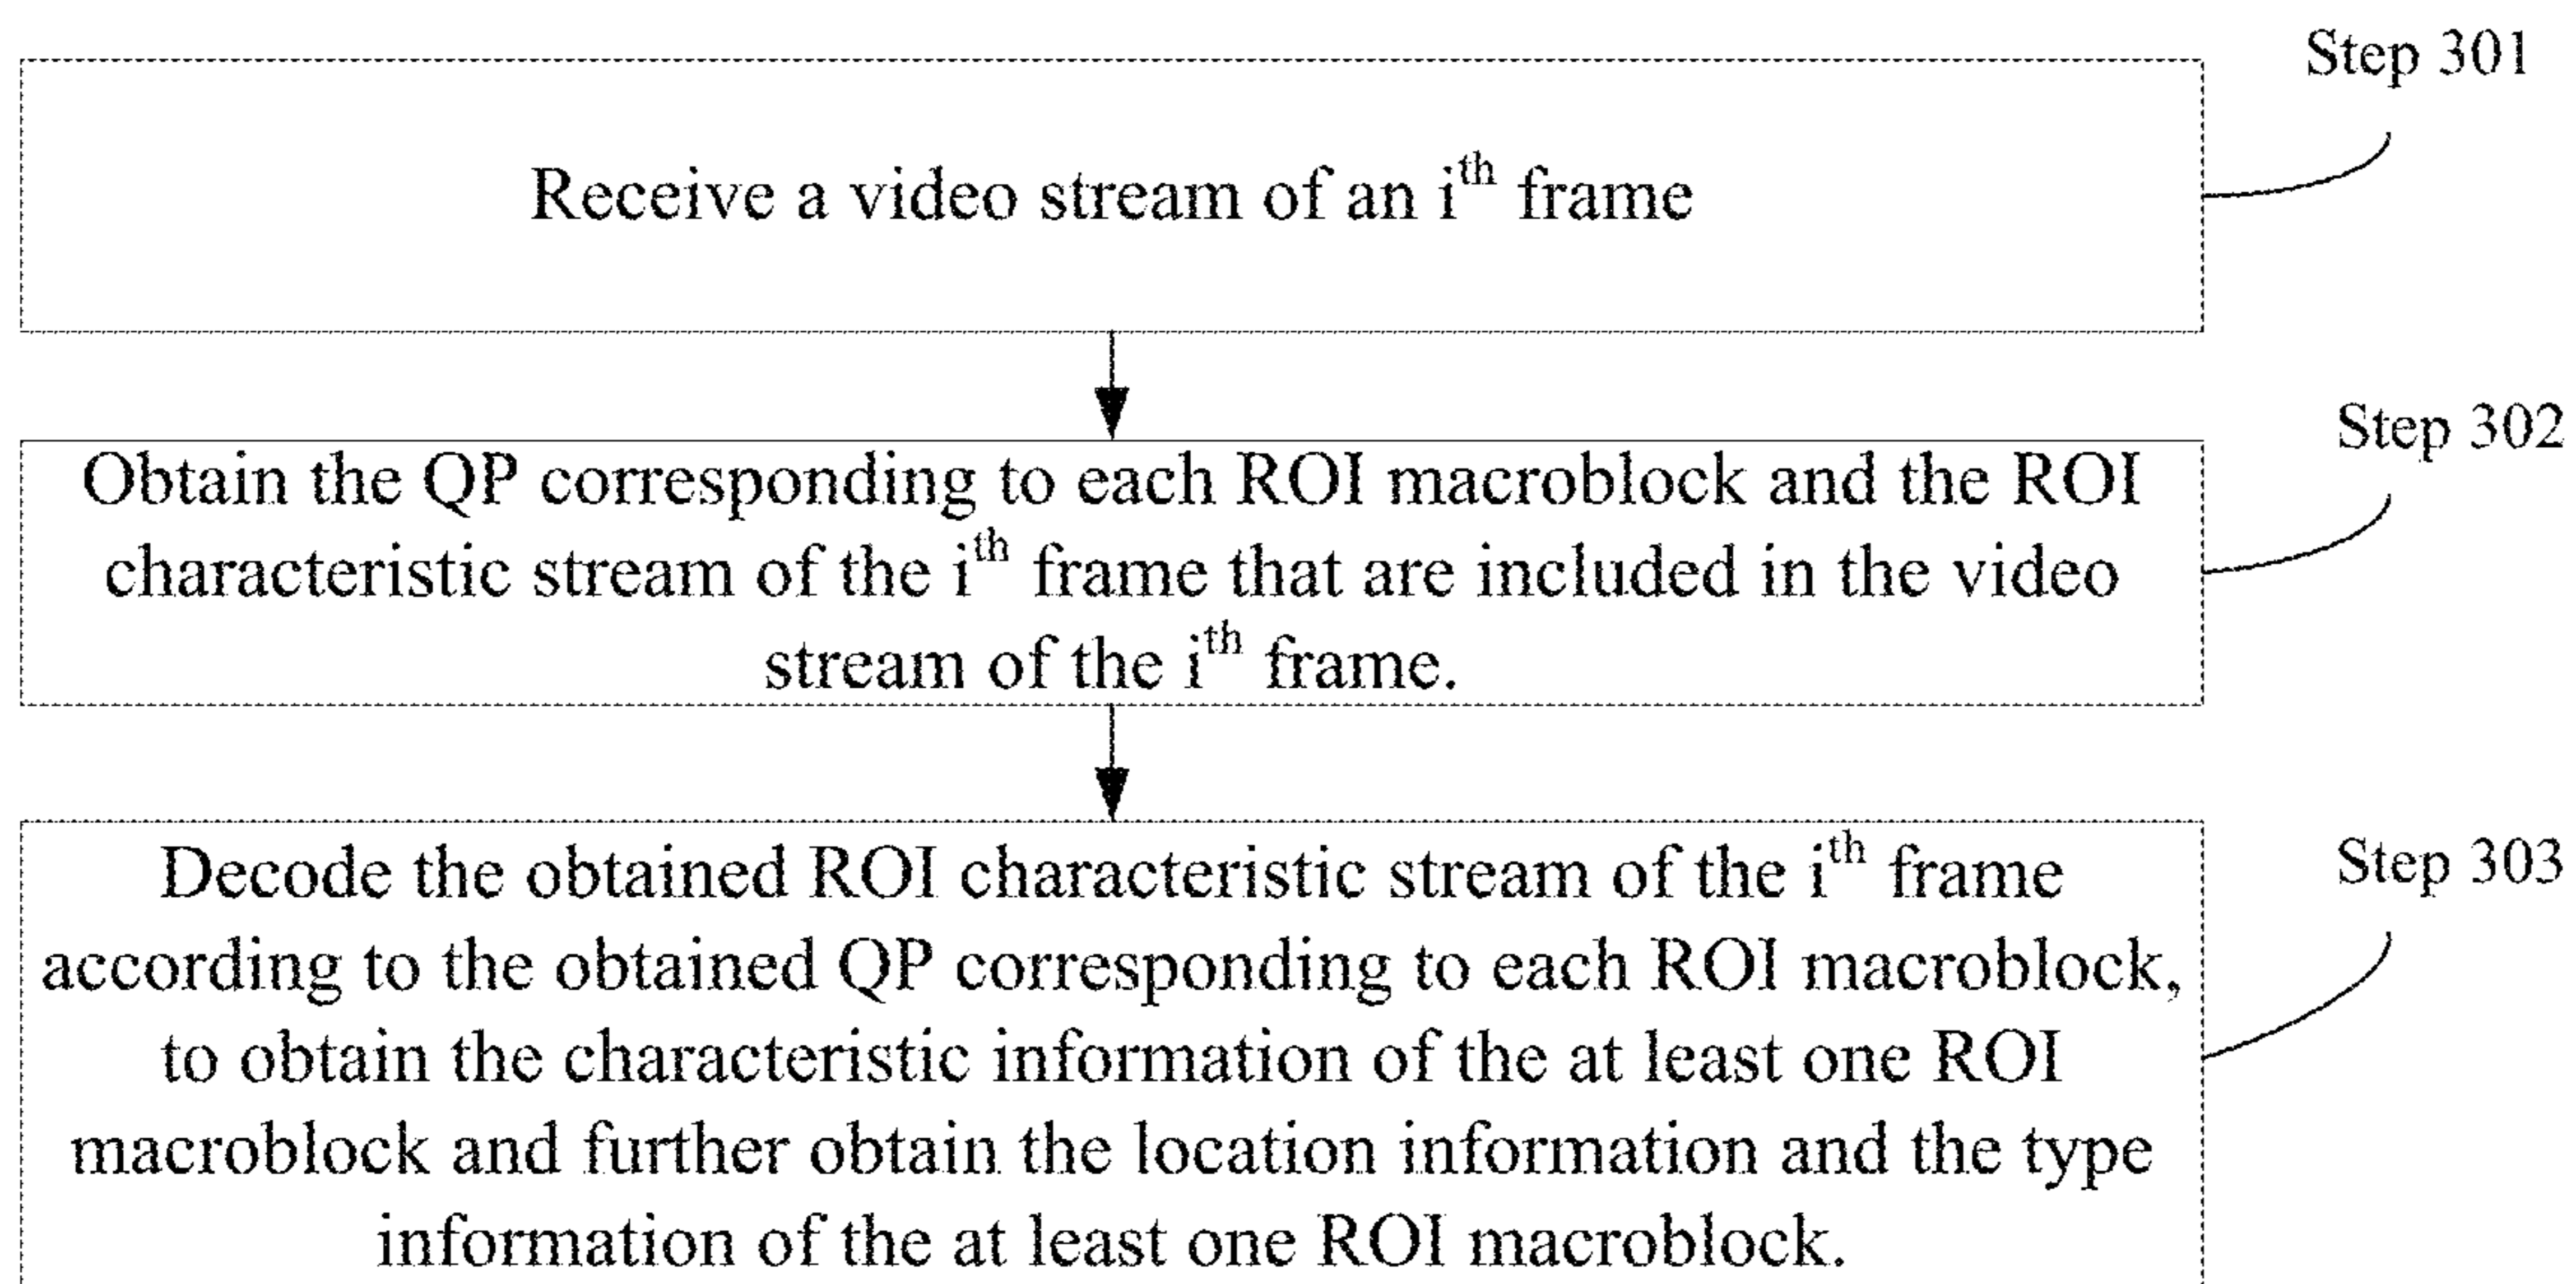 Step 301
Receive a video stream of an iᵗʰ frame
Step 302
Obtain the QP corresponding to each ROI macroblock and the ROI
characteristic stream of the iᵗʰ frame that are included in the video
stream of the iᵗʰ frame.
Step 303
Decode the obtained ROI characteristic stream of the iᵗʰ frame
according to the obtained QP corresponding to each ROI macroblock,
to obtain the characteristic information of the at least one ROI
macroblock and further obtain the location information and the type
information of the at least one ROI macroblock.